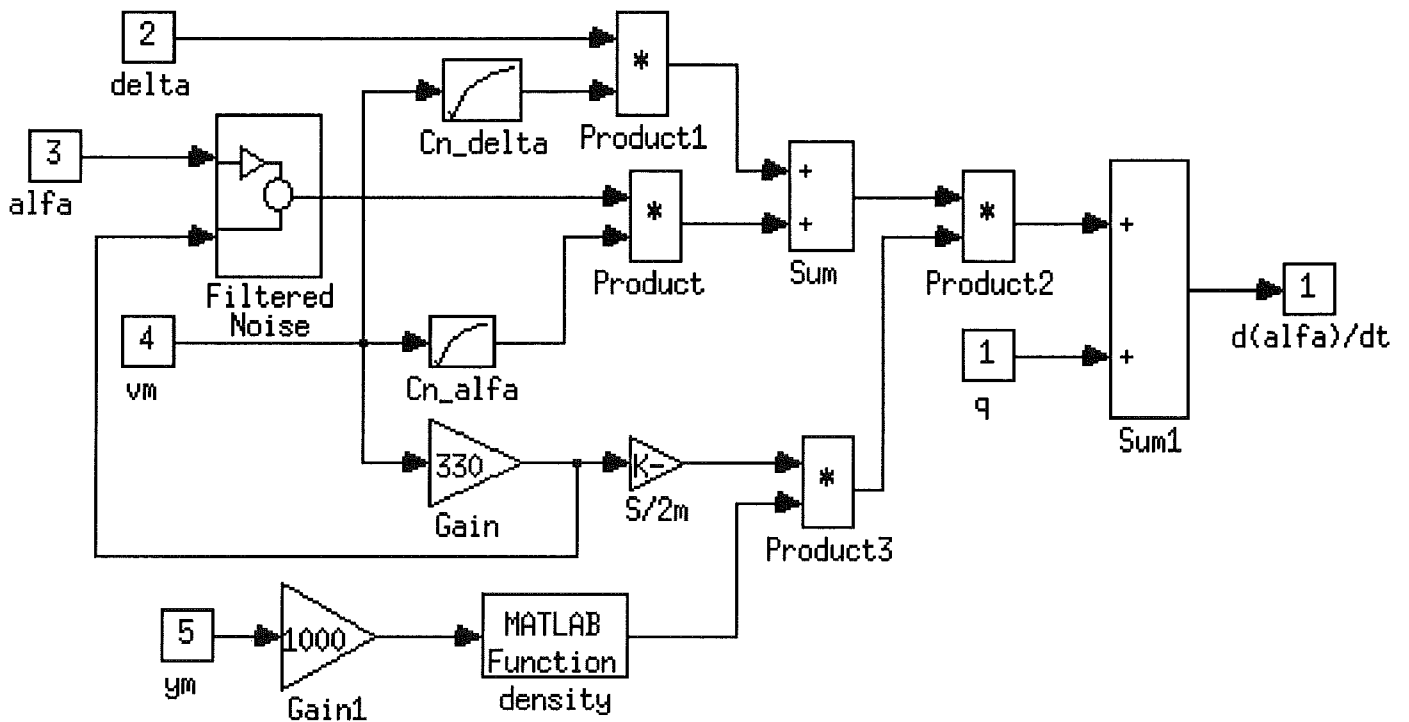 2
delta
*
Cn_delta
Product1
3
alfa
Filtered
Noise
*
Product
+
+
Sum
*
Product2
+
+
Sum1
1
d(alfa)/dt
4
vm
Cn_alfa
1
q
330
Gain
K-
S/2m
*
Product3
5
ym
1000
Gain1
MATLAB
Function
density